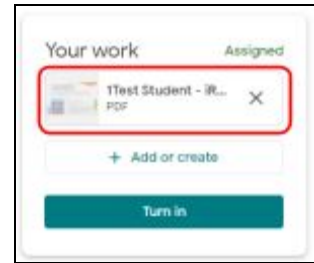 Your work Assigned
1Test Student - iR...
PDF
+ Add or create
Turn in